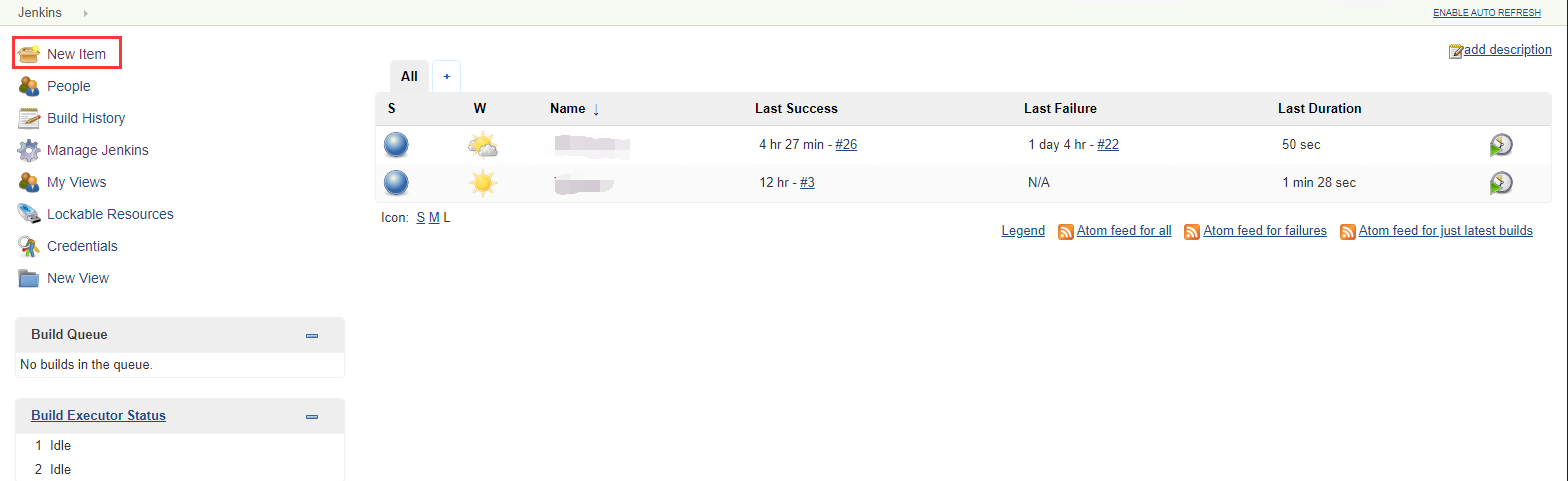 Jenkins
ENABLE AUTO REFRESH
New Item
People
Build History
Manage Jenkins
My Views
Lockable Resources
Credentials
New View
Build Queue
No builds in the queue.
Build Executor Status
1 Idle
2 Idle
add description
All +
S W Name ↓ Last Success Last Failure Last Duration
4 hr 27 min - #26 1 day 4 hr - #22 50 sec
12 hr - #3 N/A 1 min 28 sec
Icon: S M L
Legend Atom feed for all Atom feed for failures Atom feed for just latest builds